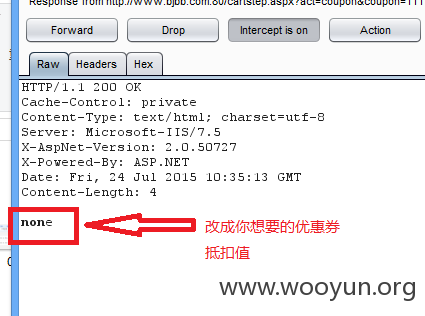 Response from http://www.bjbb.com:80/cartstep.aspx?act=coupon&coupon=111
Forward
Drop
Intercept is on
Action
Raw
Headers
Hex
HTTP/1.1 200 OK
Cache-Control: private
Content-Type: text/html; charset=utf-8
Server: Microsoft-IIS/7.5
X-AspNet-Version: 2.0.50727
X-Powered-By: ASP.NET
Date: Fri, 24 Jul 2015 10:35:13 GMT
Content-Length: 4
none
改成你想要的优惠券
抵扣值
www.wooyun.org